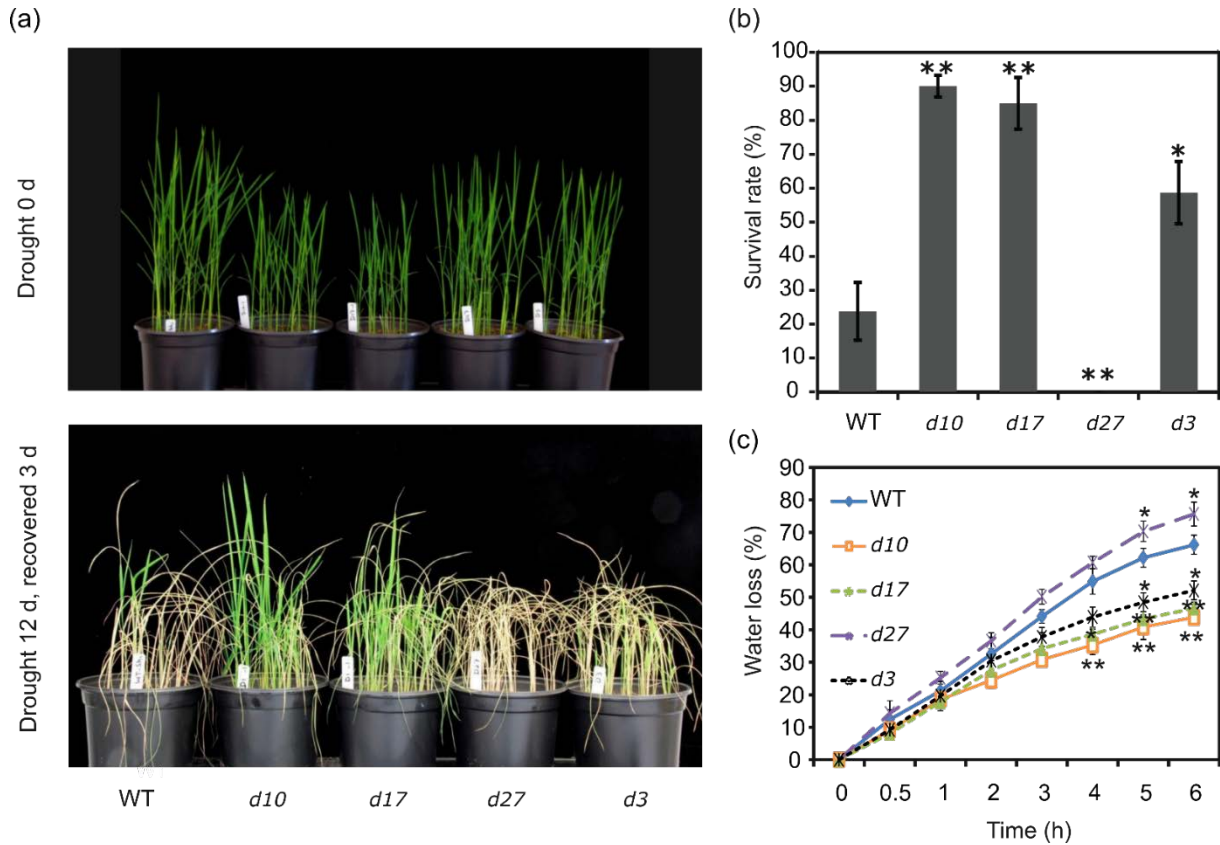 (a)
Drought 0 d
Drought 12 d, recovered 3 d
WT d10 d17 d27 d3
(b)
Survival rate (%)
100
90
80
70
60
50
40
30
20
10
0
** ** ** *
WT d10 d17 d27 d3
(c)
Water loss (%)
90
80
70
60
50
40
30
20
10
0
WT
d10
d17
d27
d3
* *
* *
** **
* ** **
**
0 0.5 1 2 3 4 5 6
Time (h)